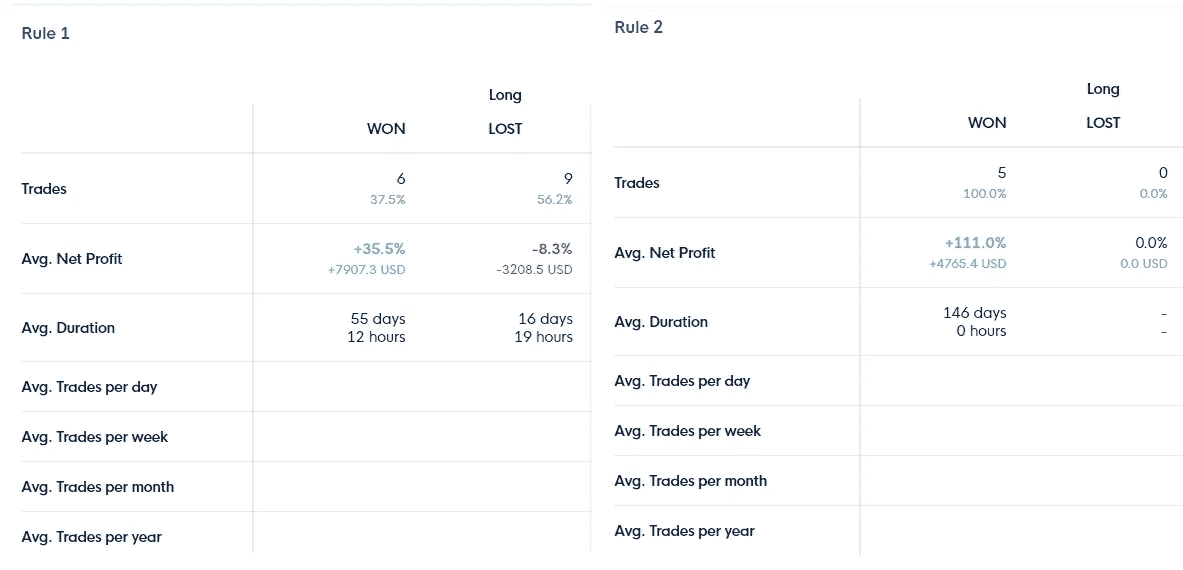 Rule 1
Long
WON LOST
Trades 6 9
37.5% 56.2%
Avg. Net Profit +35.5% -8.3%
+7907.3 USD -3208.5 USD
Avg. Duration 55 days 16 days
12 hours 19 hours
Avg. Trades per day
Avg. Trades per week
Avg. Trades per month
Avg. Trades per year
Rule 2
Long
WON LOST
Trades 5 0
100.0% 0.0%
Avg. Net Profit +111.0% 0.0%
+4765.4 USD 0.0 USD
Avg. Duration 146 days -
0 hours -
Avg. Trades per day
Avg. Trades per week
Avg. Trades per month
Avg. Trades per year